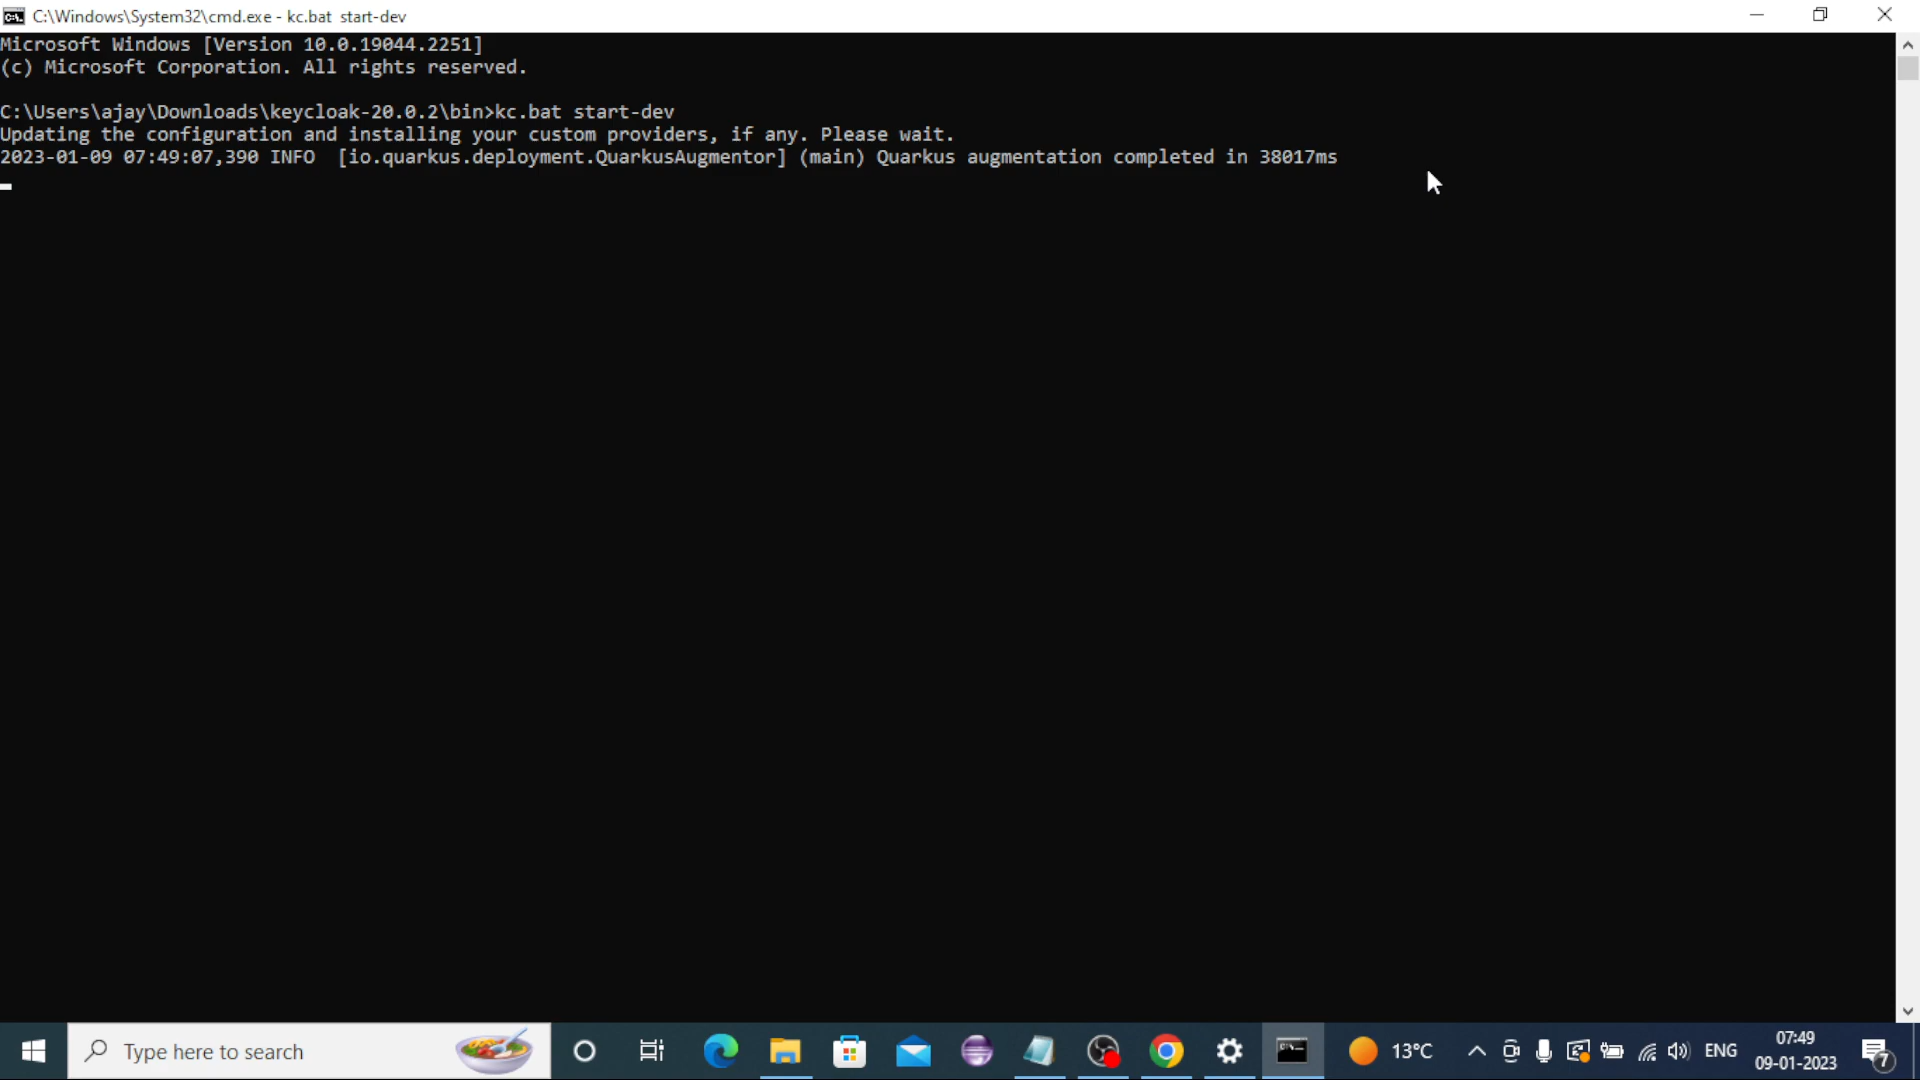 C:\Windows\System32\cmd.exe - kc.bat start-dev
Microsoft Windows [Version 10.0.19044.2251]
(c) Microsoft Corporation. All rights reserved.
C:\Users\ajay\Downloads\keycloak-20.0.2\bin>kc.bat start-dev
Updating the configuration and installing your custom providers, if any. Please wait.
2023-01-09 07:49:07,390 INFO  [io.quarkus.deployment.QuarkusAugmentor] (main) Quarkus augmentation completed in 38017ms
Type here to search
13°C
ENG
07:49
09-01-2023
7